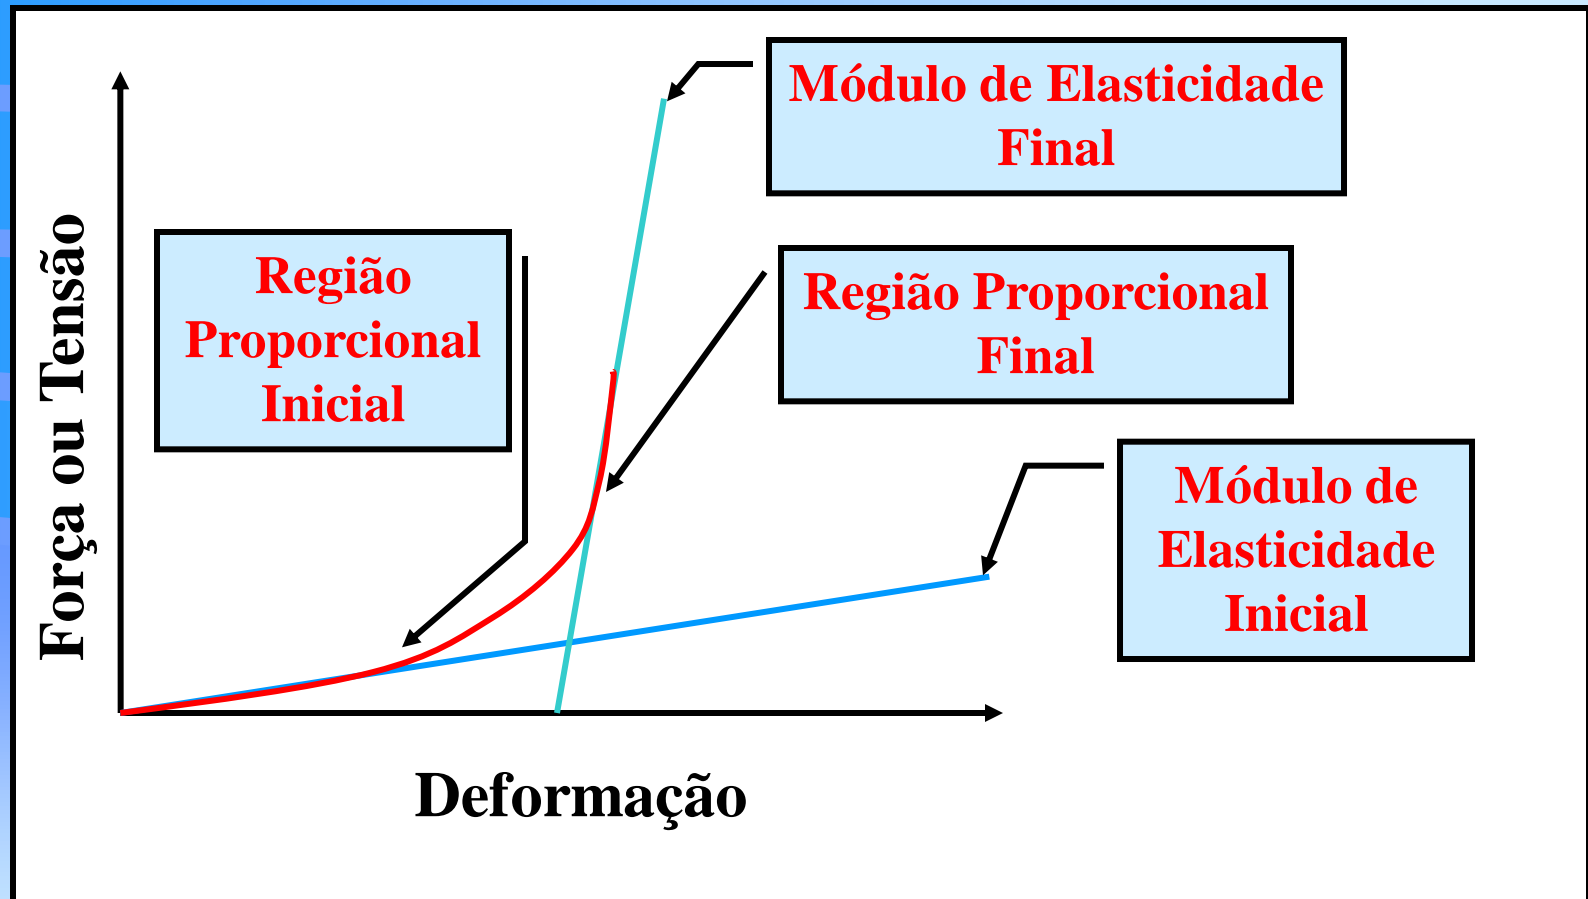 Módulo de Elasticidade
Final
Região
Proporcional
Inicial
Região Proporcional
Final
Módulo de
Elasticidade
Inicial
Força ou Tensão
Deformação